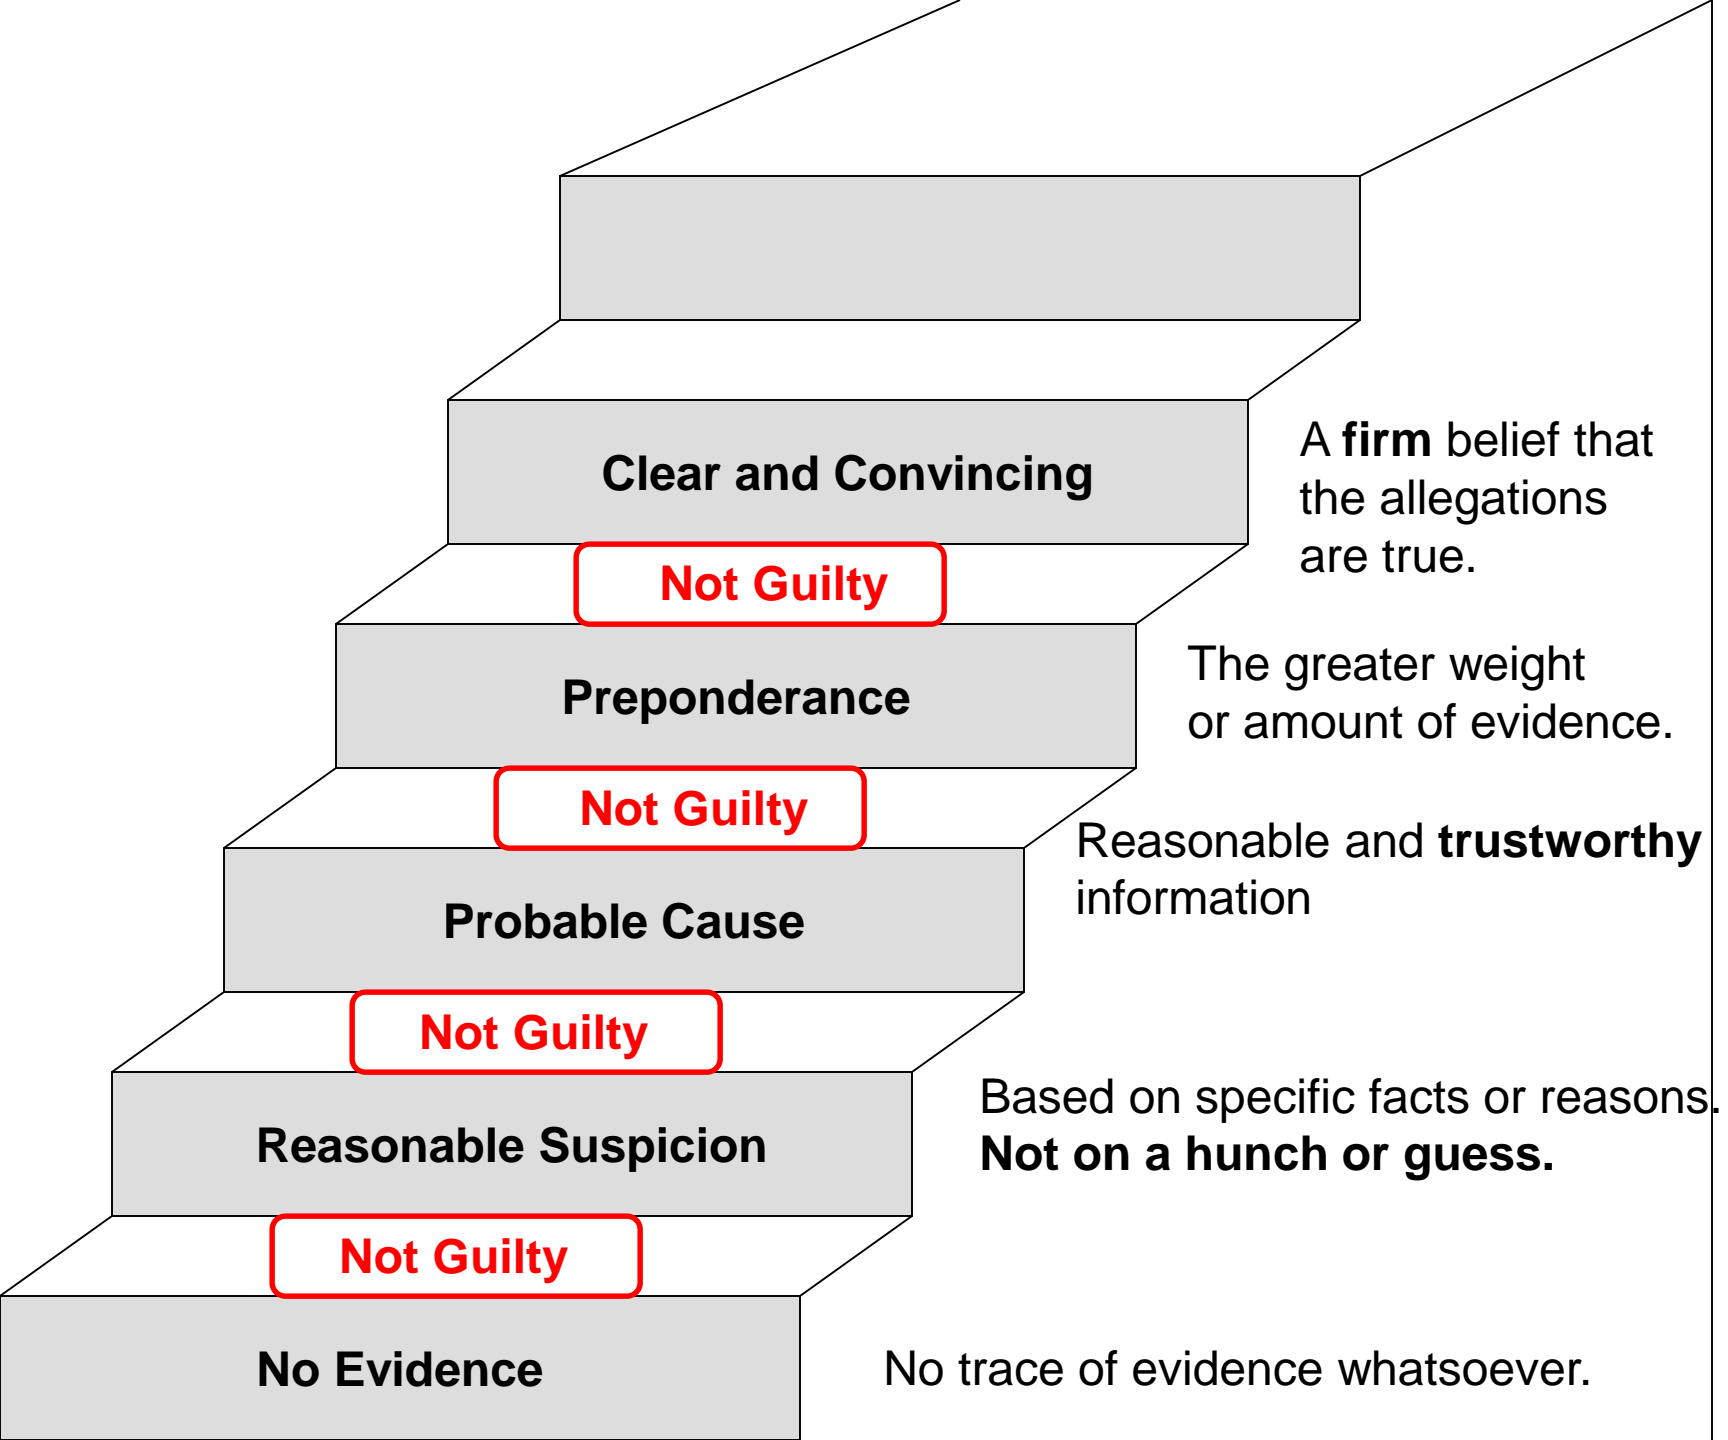 Clear and Convincing
A firm belief that
the allegations
are true.
Not Guilty
Preponderance
The greater weight
or amount of evidence.
Not Guilty
Probable Cause
Reasonable and trustworthy
information
Not Guilty
Reasonable Suspicion
Based on specific facts or reasons.
Not on a hunch or guess.
Not Guilty
No Evidence
No trace of evidence whatsoever.